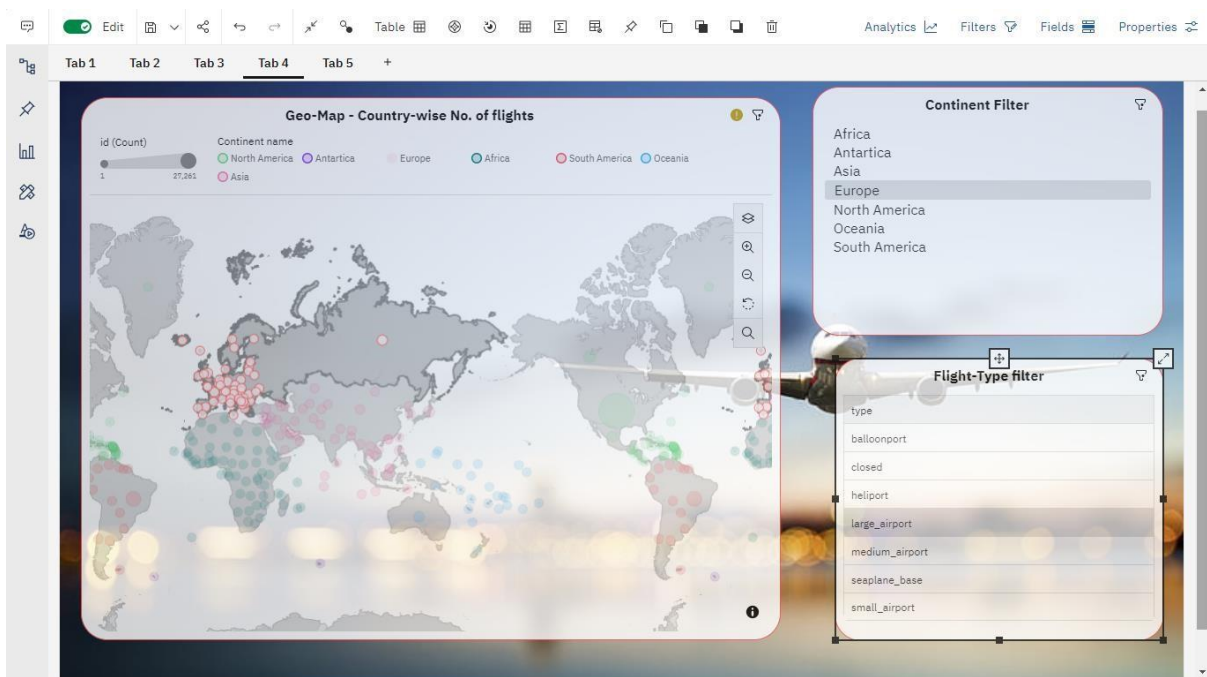 Edit
Table
Analytics
Filters
Fields
Properties
Tab 1 Tab 2 Tab 3 Tab 4 Tab 5 +
Geo-Map - Country-wise No. of flights
id (Count)
1 27,261
Continent name
North America Antartica Europe Africa South America Oceania
Asia
Continent Filter
Africa
Antartica
Asia
Europe
North America
Oceania
South America
Flight-Type filter
type
balloonport
closed
heliport
large_airport
medium_airport
seaplane_base
small_airport